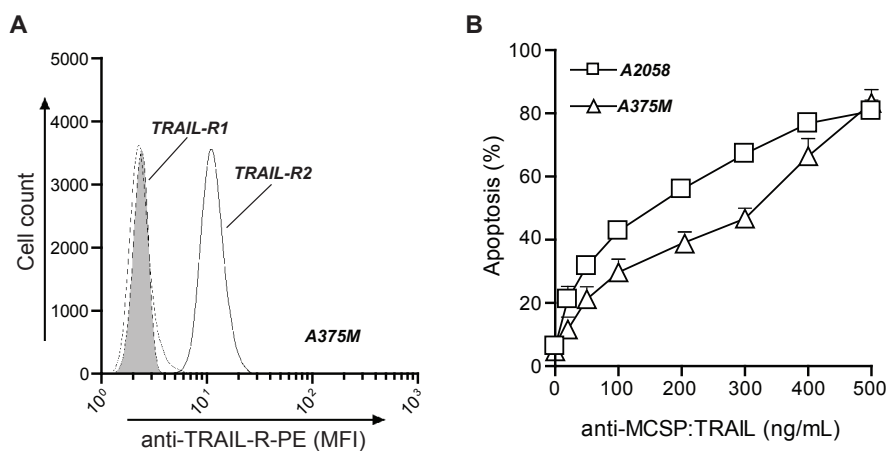 A
5000
4000
3000
2000
1000
0
Cell count
TRAIL-R1
TRAIL-R2
A375M
10⁰ 10¹ 10² 10³
anti-TRAIL-R-PE (MFI)
B
100
80
60
40
20
0
Apoptosis (%)
A2058
A375M
0 100 200 300 400 500
anti-MCSP:TRAIL (ng/mL)